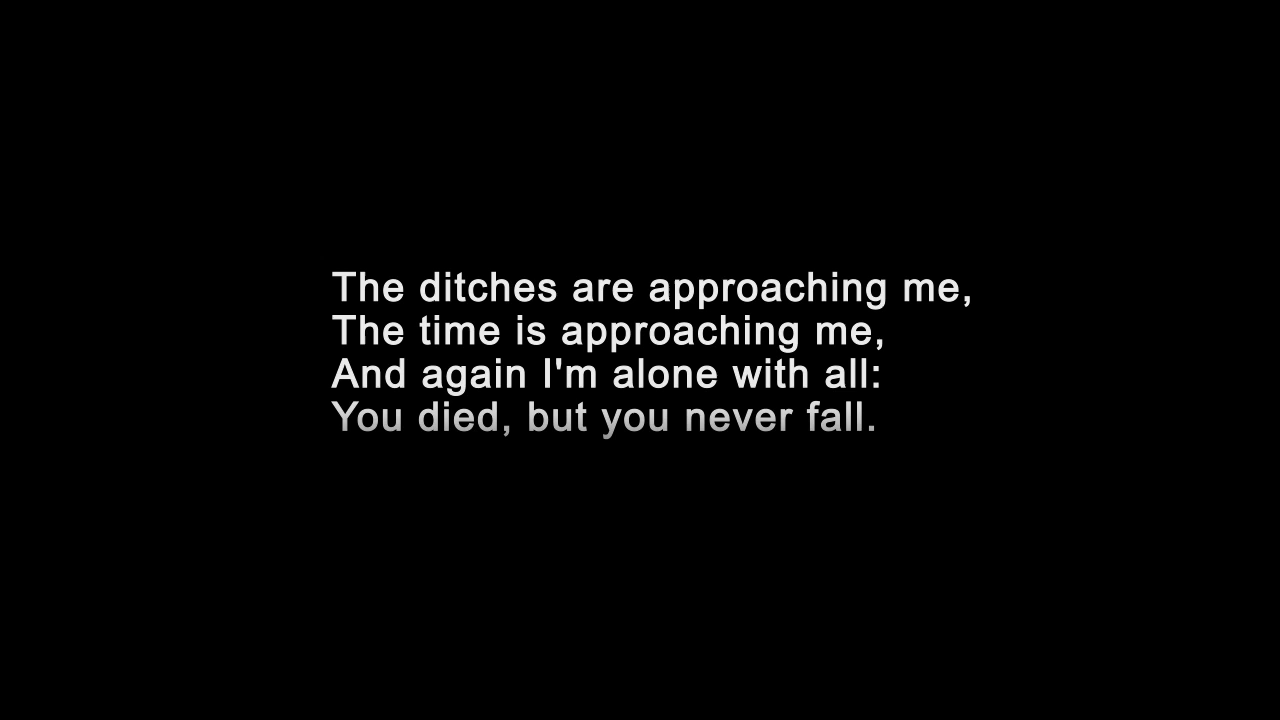 The ditches are approaching me,
The time is approaching me,
And again I'm alone with all:
You died, but you never fall.